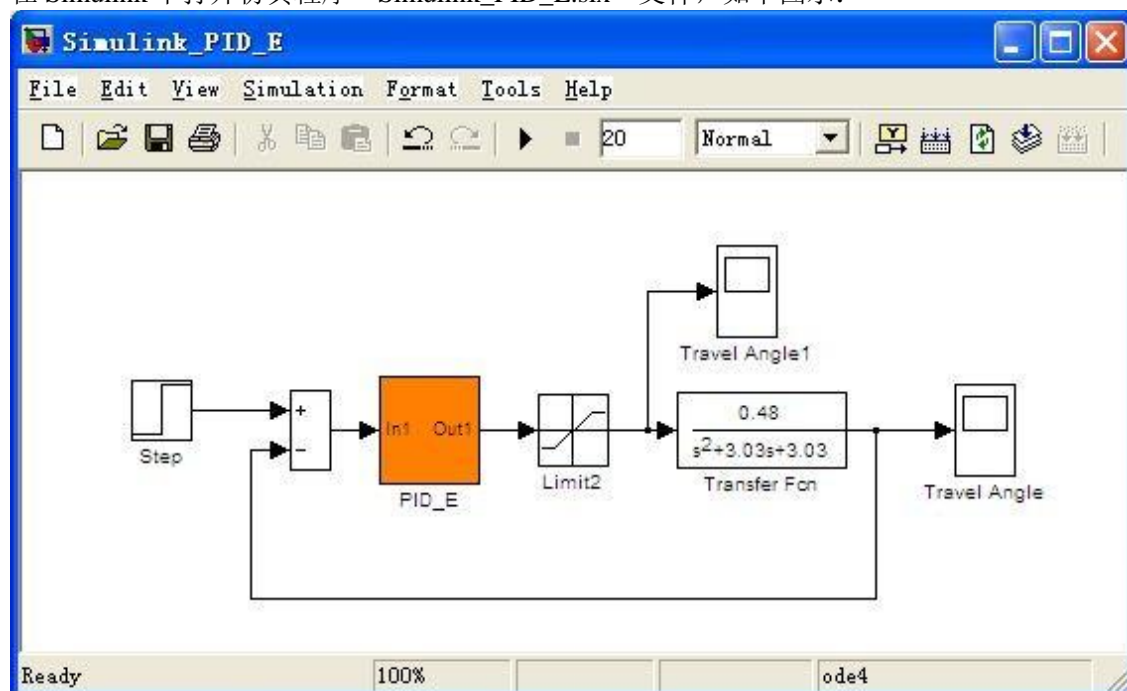 Simulink_PID_E
File Edit View Simulation Format Tools Help
20 Normal
Travel Angle1
Step
+
-
In1 Out1
PID_E
Limit2
0.48
s²+3.03s+3.03
Transfer Fcn
Travel Angle
Ready 100% ode4